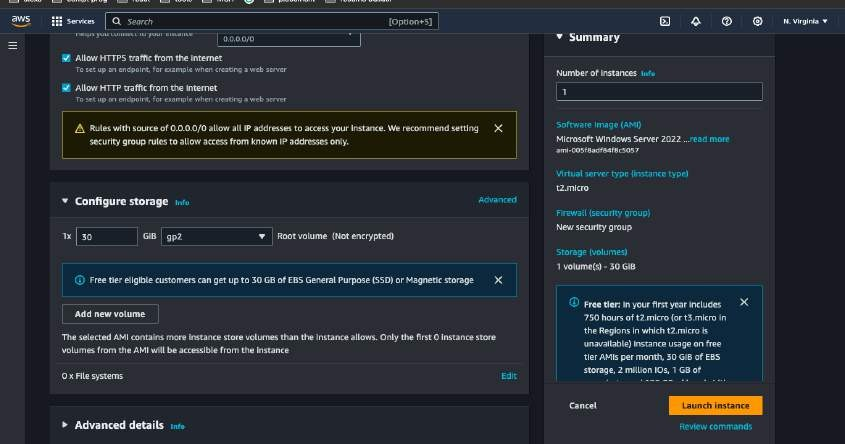 aws
Services
Search
[Option+S]
N. Virginia
Helps you connect to your instance
0.0.0.0/0
Allow HTTPS traffic from the internet
To set up an endpoint, for example when creating a web server
Allow HTTP traffic from the internet
To set up an endpoint, for example when creating a web server
Rules with source of 0.0.0.0/0 allow all IP addresses to access your instance. We recommend setting
security group rules to allow access from known IP addresses only.
Configure storage
Info
Advanced
1x
30
GiB
gp2
Root volume (Not encrypted)
Free tier eligible customers can get up to 30 GB of EBS General Purpose (SSD) or Magnetic storage
Add new volume
The selected AMI contains more instance store volumes than the instance allows. Only the first 0 instance store
volumes from the AMI will be accessible from the instance
0 x File systems
Edit
Advanced details
Info
Summary
Number of instances Info
1
Software Image (AMI)
Microsoft Windows Server 2022 ...read more
ami-005f8adf84f8c5057
Virtual server type (instance type)
t2.micro
Firewall (security group)
New security group
Storage (volumes)
1 volume(s) - 30 GiB
Free tier: In your first year includes
750 hours of t2.micro (or t3.micro in
the Regions in which t2.micro is
unavailable) instance usage on free
tier AMIs per month, 30 GiB of EBS
storage, 2 million IOs, 1 GB of
Cancel
Launch instance
Review commands